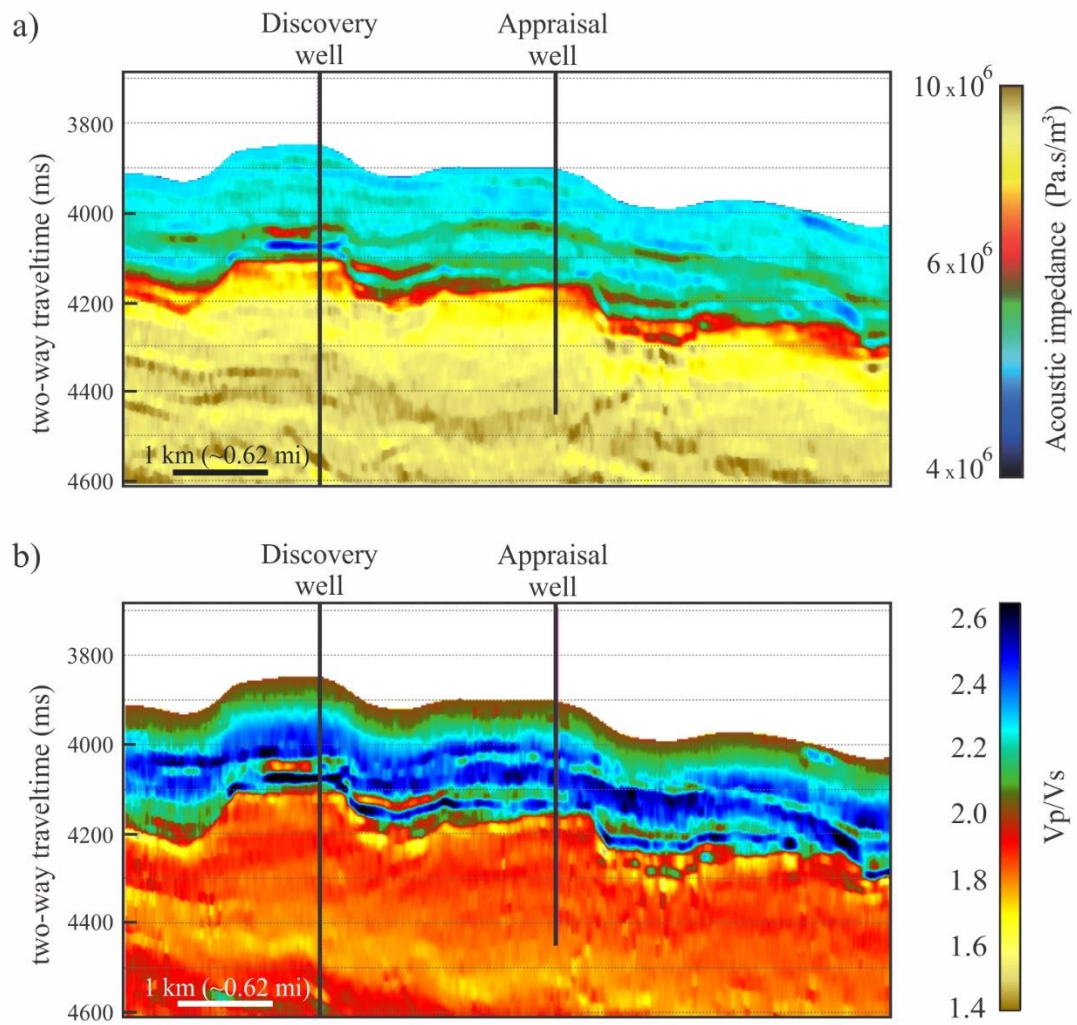 a)
Discovery
well
Appraisal
well
two-way traveltime (ms)
3800
4000
4200
4400
4600
1 km (~0.62 mi)
10 x10⁶
6 x10⁶
4 x10⁶
Acoustic impedance (Pa.s/m³)
b)
Discovery
well
Appraisal
well
two-way traveltime (ms)
3800
4000
4200
4400
4600
1 km (~0.62 mi)
2.6
2.4
2.2
2.0
1.8
1.6
1.4
Vp/Vs